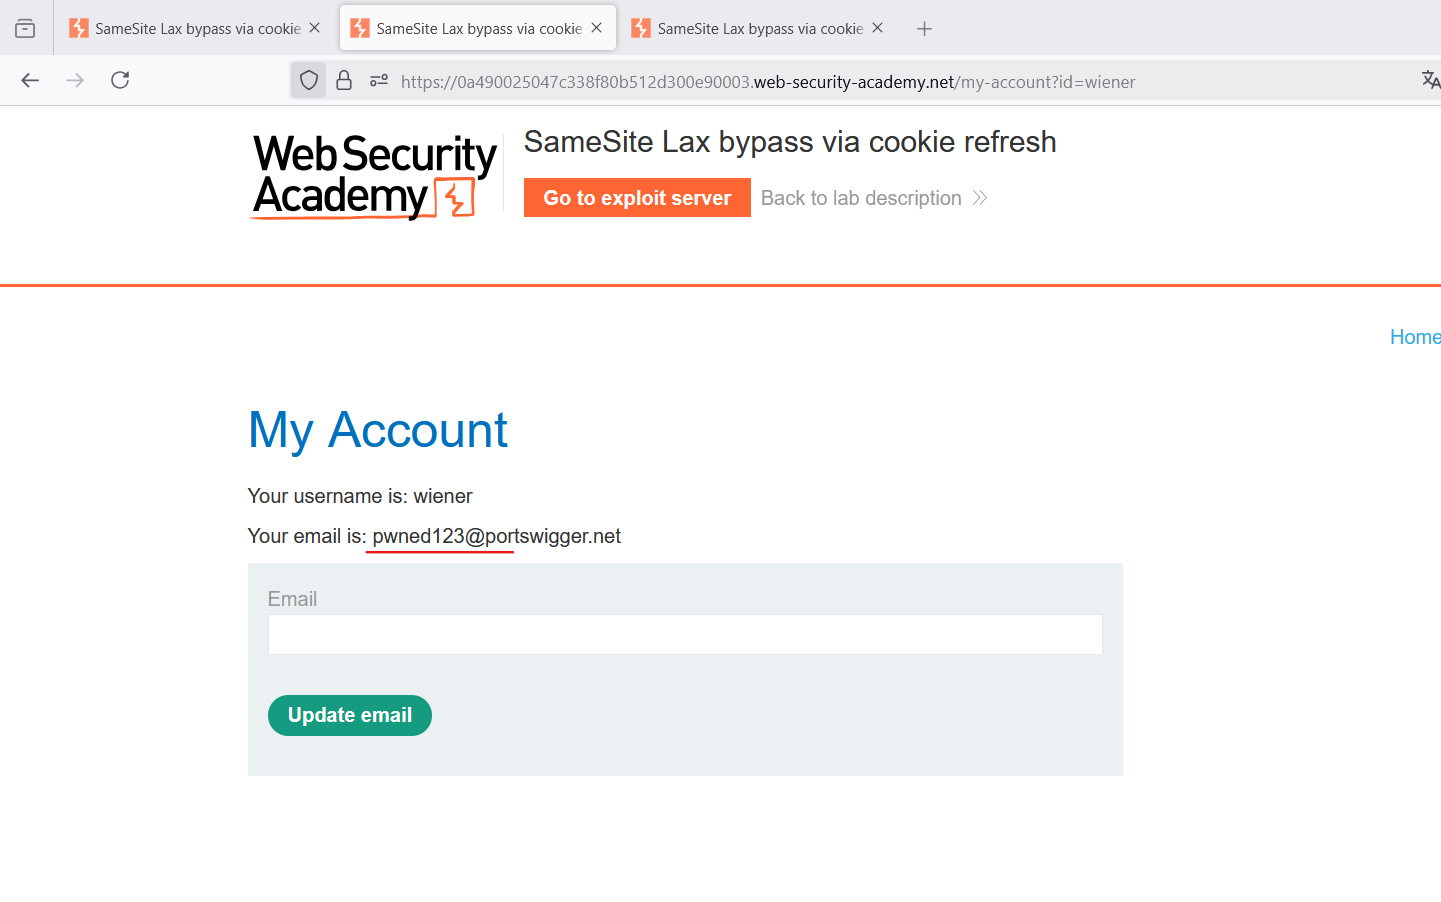 SameSite Lax bypass via cookie
SameSite Lax bypass via cookie
SameSite Lax bypass via cookie
https://0a490025047c338f80b512d300e90003.web-security-academy.net/my-account?id=wiener
WebSecurity
Academy
SameSite Lax bypass via cookie refresh
Go to exploit server
Back to lab description
Home
My Account
Your username is: wiener
Your email is: pwned123@portswigger.net
Email
Update email